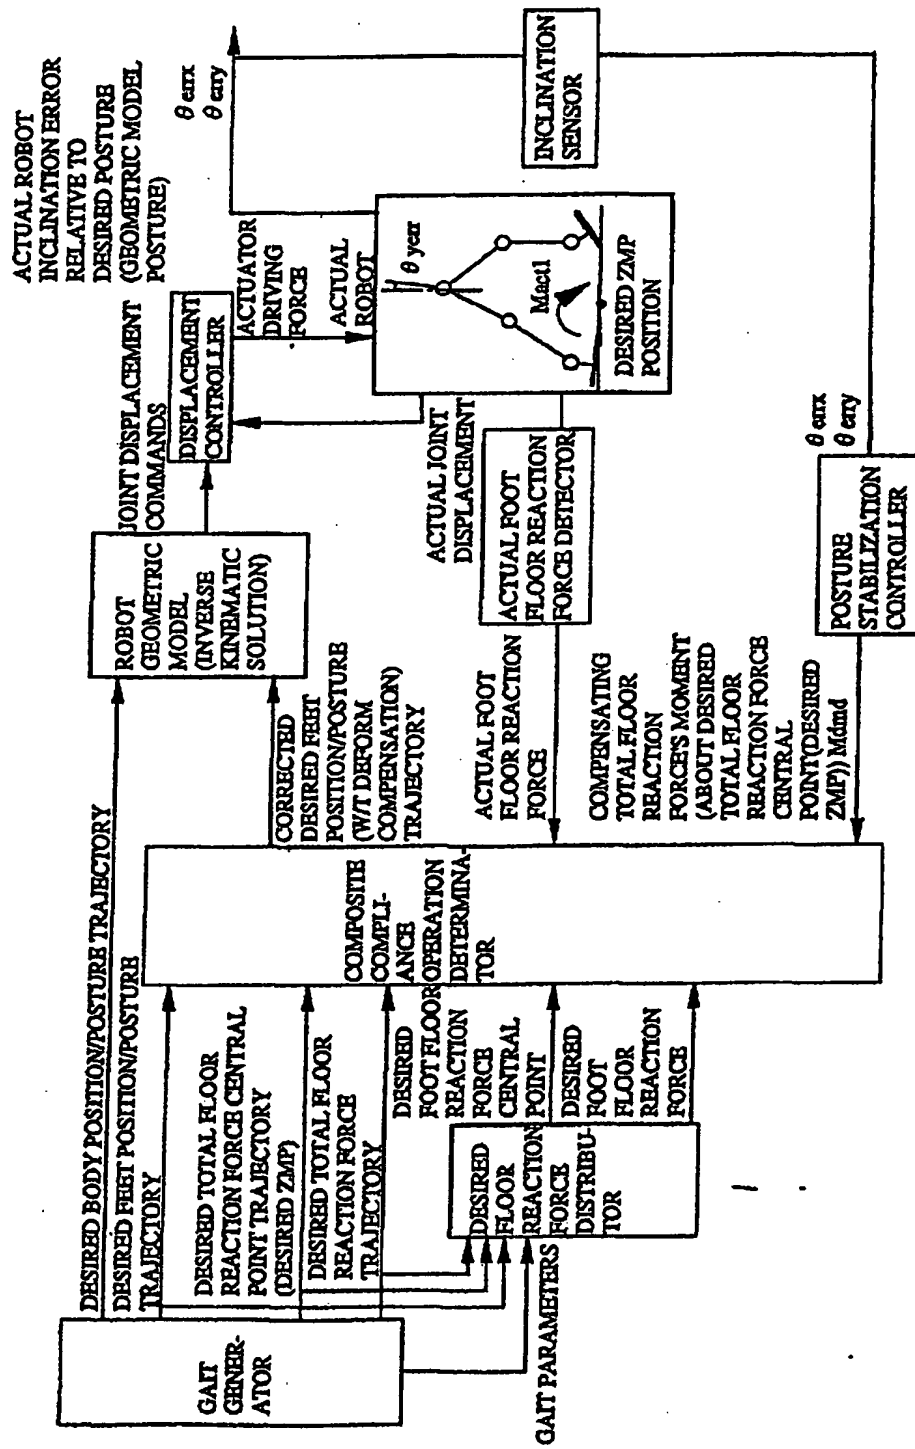 GAIT
GENER-
ATOR
DESIRED BODY POSITION/POSTURE TRAJECTORY
DESIRED FEET POSITION/POSTURE
TRAJECTORY
DESIRED TOTAL FLOOR
REACTION FORCE CENTRAL
POINT TRAJECTORY
(DESIRED ZMP)
DESIRED TOTAL FLOOR
REACTION FORCE
TRAJECTORY
GAIT PARAMETERS
DESIRED
FLOOR
REACTION
FORCE
DISTRIBU-
TOR
DESIRED
FOOT FLOOR
REACTION
FORCE
CENTRAL
POINT
DESIRED
FOOT
FLOOR
REACTION
FORCE
COMPOSITE
COMPLI-
ANCE
OPERATION
DETERMINA-
TOR
CORRECTED
DESIRED FEET
POSITION/POSTURE
(W/T DEFORM
COMPENSATION)
TRAJECTORY
ROBOT
GEOMETRIC
MODEL
(INVERSE
KINEMATIC
SOLUTION)
JOINT DISPLACEMENT
COMMANDS
DISPLACEMENT
CONTROLLER
ACTUATOR
DRIVING
FORCE
ACTUAL
ROBOT
ACTUAL JOINT
DISPLACEMENT
ACTUAL FOOT
FLOOR REACTION
FORCE DETECTOR
ACTUAL FOOT
FLOOR REACTION
FORCE
COMPENSATING
TOTAL FLOOR
REACTION
FORCE'S MOMENT
(ABOUT DESIRED
TOTAL FLOOR
REACTION FORCE
CENTRAL
POINT(DESIRED
ZMP)) Mdmd
POSTURE
STABILIZATION
CONTROLLER
θ errx
θ erry
θ yerr
Mact1
DESIRED ZMP
POSITION
INCLINATION
SENSOR
ACTUAL ROBOT
INCLINATION ERROR
RELATIVE TO
DESIRED POSTURE
(GEOMETRIC MODEL
POSTURE)
θ errx
θ erry